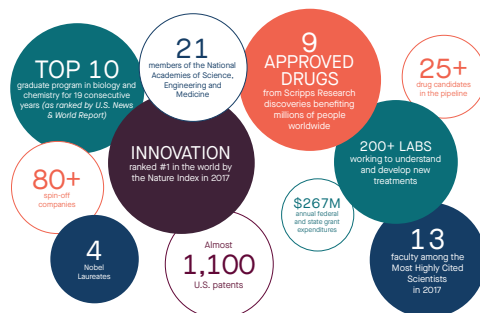 TOP 10
graduate program in biology and
chemistry for 19 consecutive
years (as ranked by U.S. News
& World Report)
21
members of the National
Academies of Science,
Engineering and
Medicine
9
APPROVED
DRUGS
from Scripps Research
discoveries benefiting
millions of people
worldwide
25+
drug candidates
in the pipeline
INNOVATION
ranked #1 in the world by
the Nature Index in 2017
200+ LABS
working to understand
and develop new
treatments
80+
spin-off
companies
$267M
annual federal
and state grant
expenditures
4
Nobel
Laureates
Almost
1,100
U.S. patents
13
faculty among the
Most Highly Cited
Scientists
in 2017